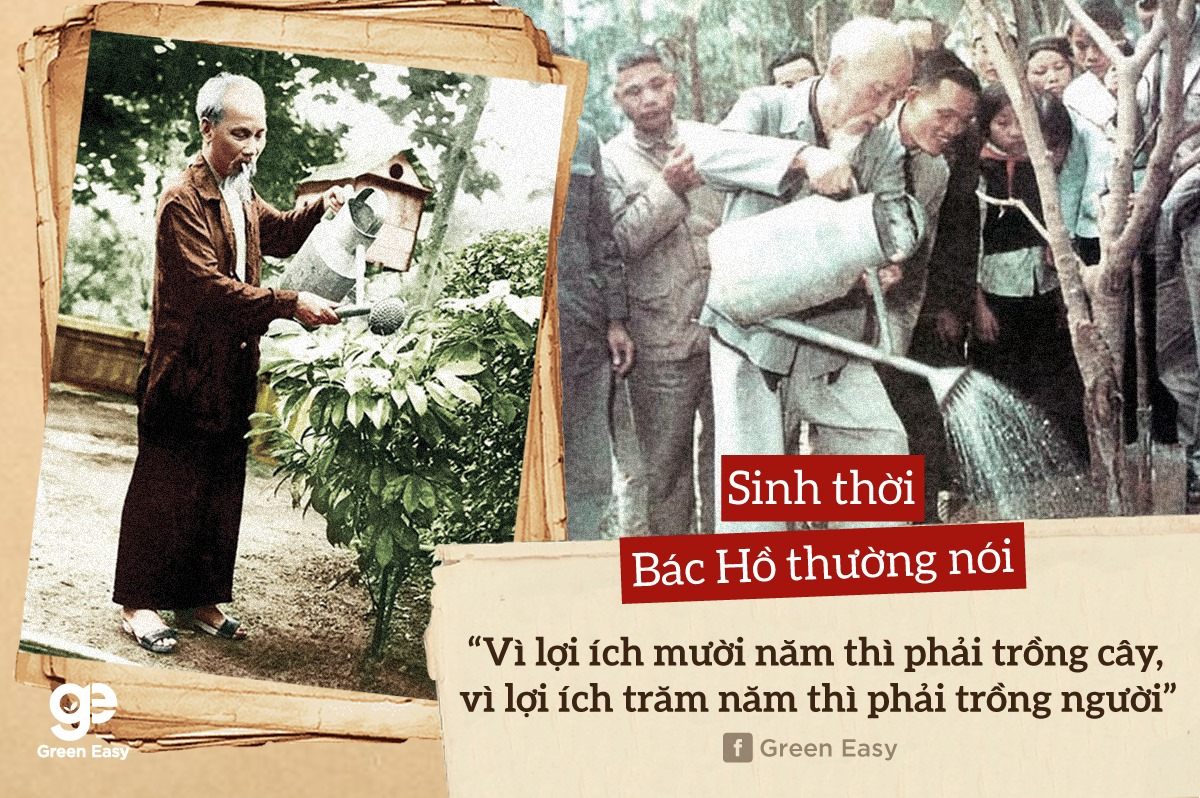 Sinh thời
Bác Hồ thường nói
“Vì lợi ích mười năm thì phải trồng cây,
vì lợi ích trăm năm thì phải trồng người”
f Green Easy
ge
Green Easy